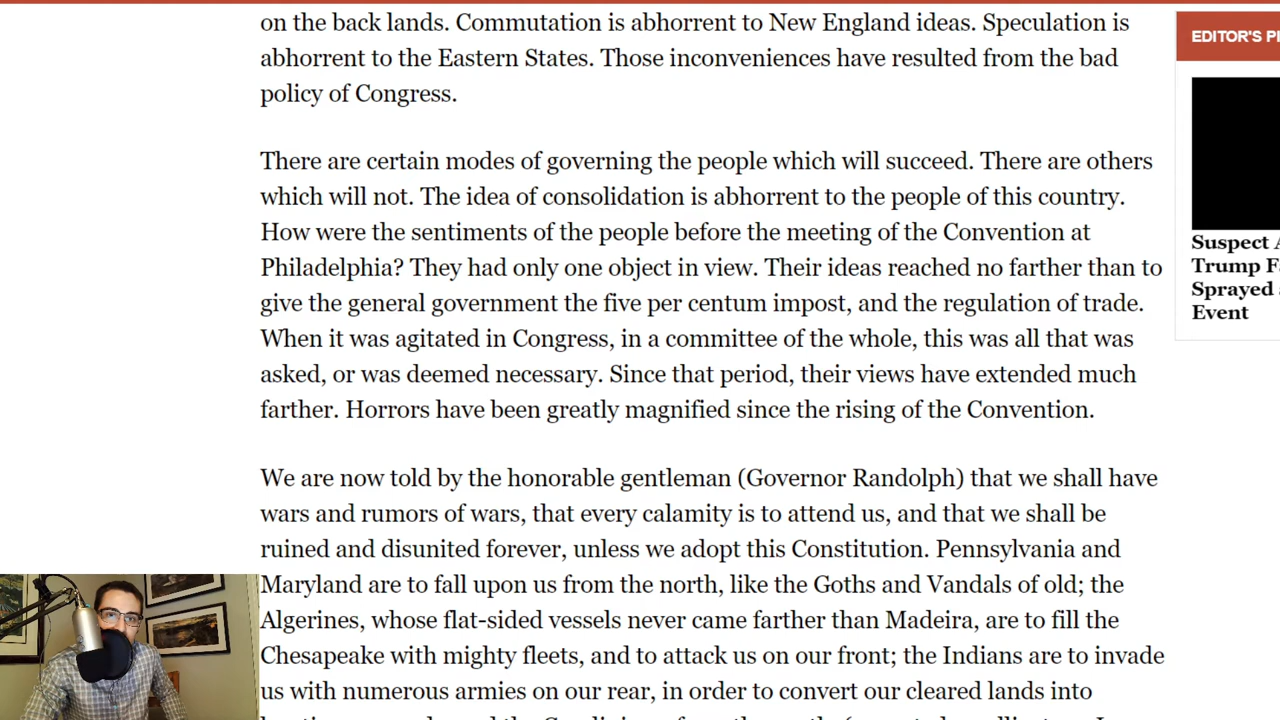 on the back lands. Commutation is abhorrent to New England ideas. Speculation is
abhorrent to the Eastern States. Those inconveniences have resulted from the bad
policy of Congress.
There are certain modes of governing the people which will succeed. There are others
which will not. The idea of consolidation is abhorrent to the people of this country.
How were the sentiments of the people before the meeting of the Convention at
Philadelphia? They had only one object in view. Their ideas reached no farther than to
give the general government the five per centum impost, and the regulation of trade.
When it was agitated in Congress, in a committee of the whole, this was all that was
asked, or was deemed necessary. Since that period, their views have extended much
farther. Horrors have been greatly magnified since the rising of the Convention.
We are now told by the honorable gentleman (Governor Randolph) that we shall have
wars and rumors of wars, that every calamity is to attend us, and that we shall be
ruined and disunited forever, unless we adopt this Constitution. Pennsylvania and
Maryland are to fall upon us from the north, like the Goths and Vandals of old; the
Algerines, whose flat-sided vessels never came farther than Madeira, are to fill the
Chesapeake with mighty fleets, and to attack us on our front; the Indians are to invade
us with numerous armies on our rear, in order to convert our cleared lands into
EDITOR'S
Suspect
Trump
Sprayed
Event